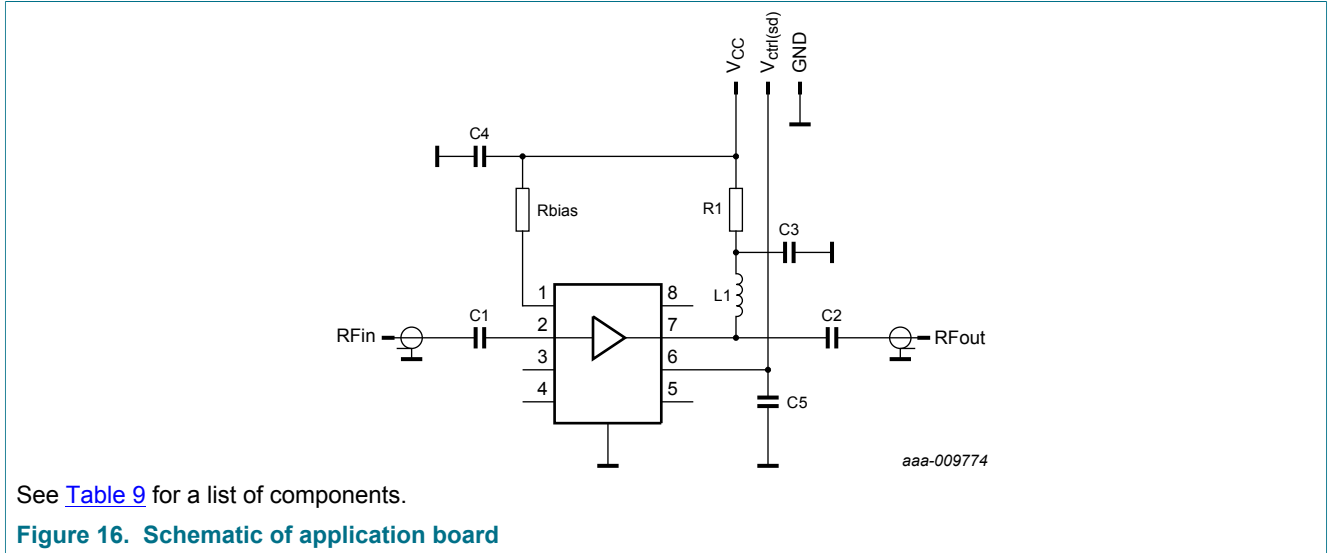 VCC
Vctrl(sd)
GND
C4
Rbias
R1
C3
L1
1
8
RFin
C1
2
7
C2
RFout
3
6
4
5
C5
aaa-009774
See Table 9 for a list of components.
Figure 16. Schematic of application board